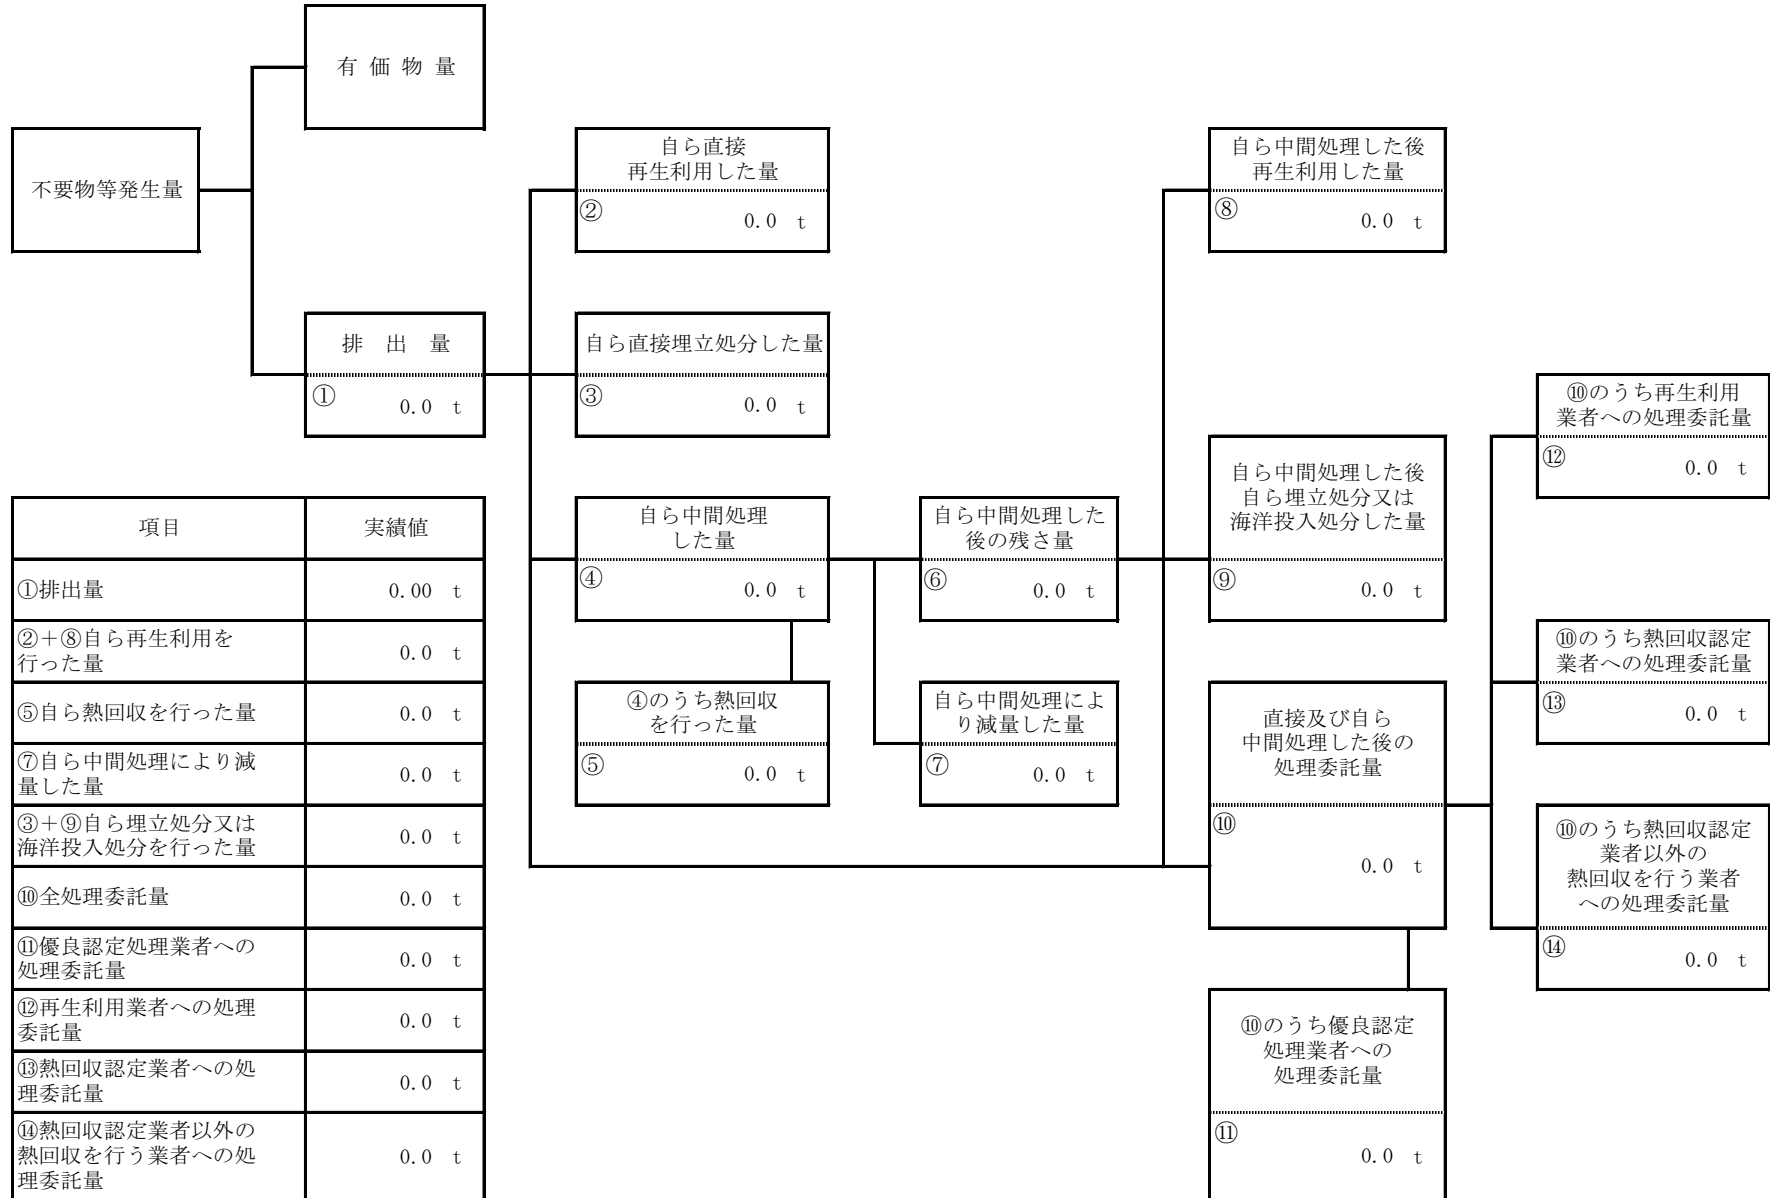 有 価 物 量
不要物等発生量
排 出 量
①
0.0 t
自ら直接
再生利用した量
②
0.0 t
自ら直接埋立処分した量
③
0.0 t
自ら中間処理
した量
④
0.0 t
④のうち熱回収
を行った量
⑤
0.0 t
自ら中間処理した
後の残さ量
⑥
0.0 t
自ら中間処理によ
り減量した量
⑦
0.0 t
自ら中間処理した後
再生利用した量
⑧
0.0 t
自ら中間処理した後
自ら埋立処分又は
海洋投入処分した量
⑨
0.0 t
直接及び自ら
中間処理した後の
処理委託量
⑩
0.0 t
⑩のうち優良認定
処理業者への
処理委託量
⑪
0.0 t
⑩のうち再生利用
業者への処理委託量
⑫
0.0 t
⑩のうち熱回収認定
業者への処理委託量
⑬
0.0 t
⑩のうち熱回収認定
業者以外の
熱回収を行う業者
への処理委託量
⑭
0.0 t
項目 実績値
①排出量 0.00 t
②＋⑧自ら再生利用を
行った量
0.0 t
⑤自ら熱回収を行った量 0.0 t
⑦自ら中間処理により減
量した量
0.0 t
③＋⑨自ら埋立処分又は
海洋投入処分を行った量
0.0 t
⑩全処理委託量 0.0 t
⑪優良認定処理業者への
処理委託量
0.0 t
⑫再生利用業者への処理
委託量
0.0 t
⑬熱回収認定業者への処
理委託量
0.0 t
⑭熱回収認定業者以外の
熱回収を行う業者への処
理委託量
0.0 t